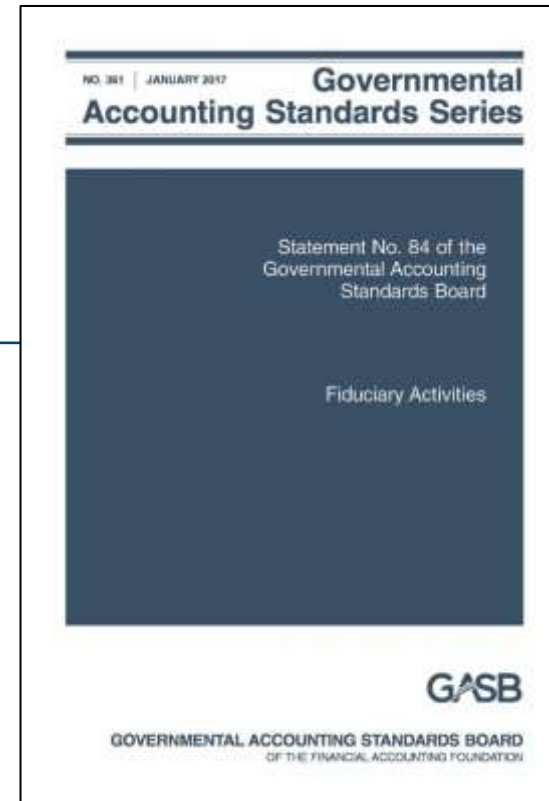 NO. 361 | JANUARY 2017
Governmental
Accounting Standards Series
Statement No. 84 of the
Governmental Accounting
Standards Board
Fiduciary Activities
GASB
GOVERNMENTAL ACCOUNTING STANDARDS BOARD
OF THE FINANCIAL ACCOUNTING FOUNDATION